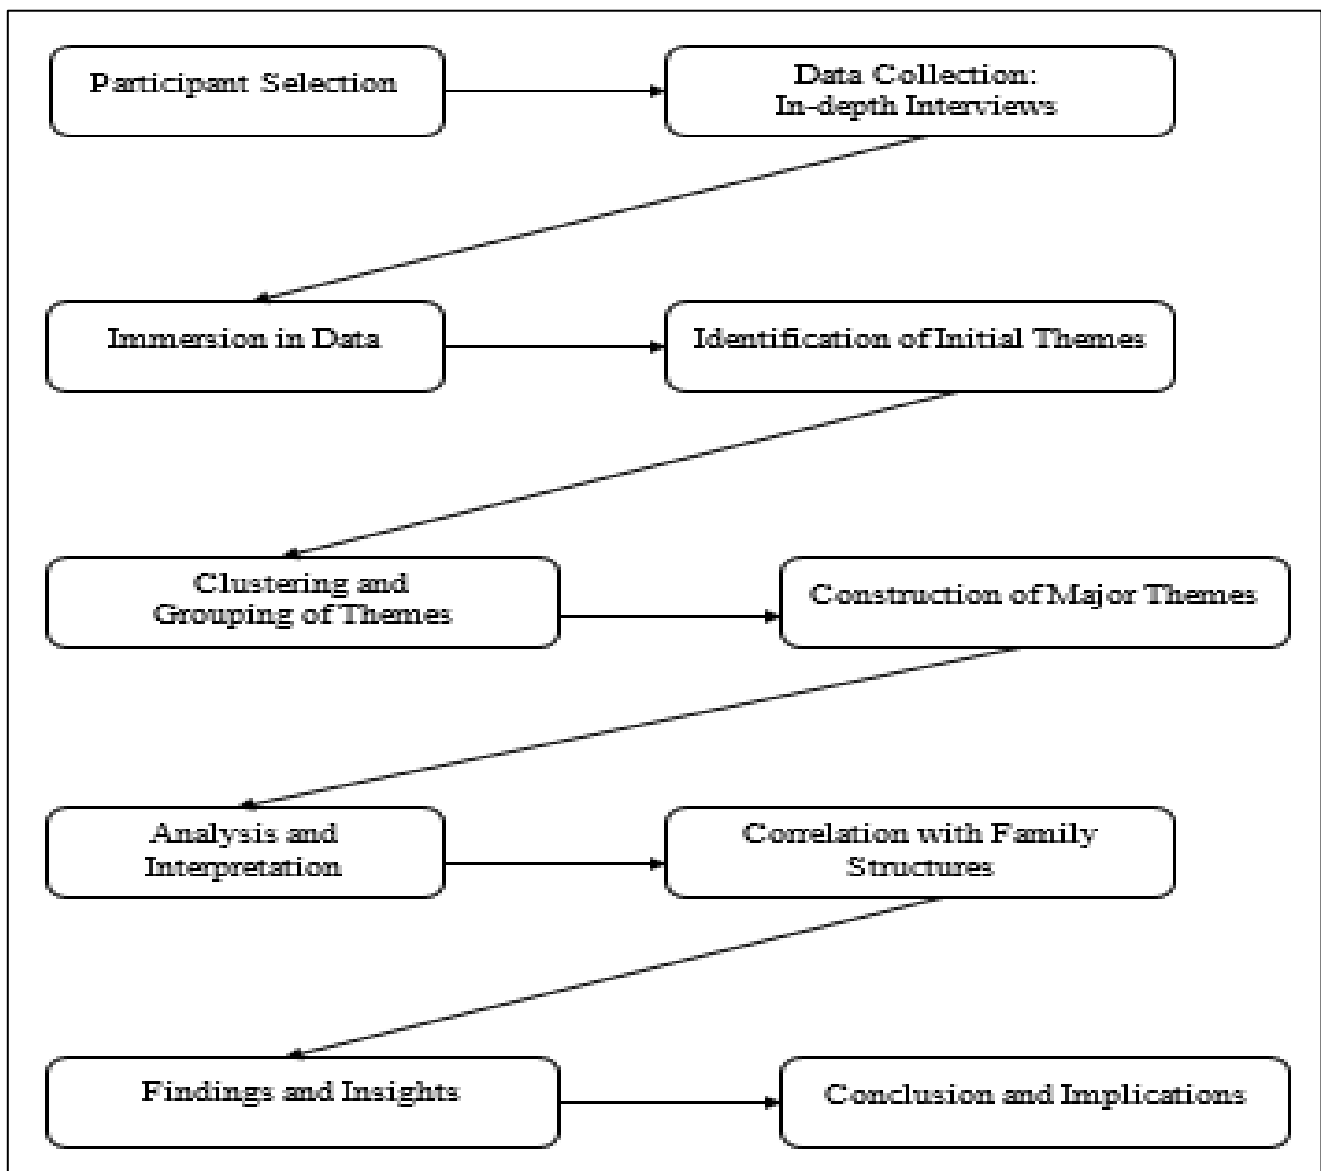 Participant Selection
Data Collection:
In-depth Interviews
Immersion in Data
Identification of Initial Themes
Clustering and
Grouping of Themes
Construction of Major Themes
Analysis and
Interpretation
Correlation with Family
Structures
Findings and Insights
Conclusion and Implications